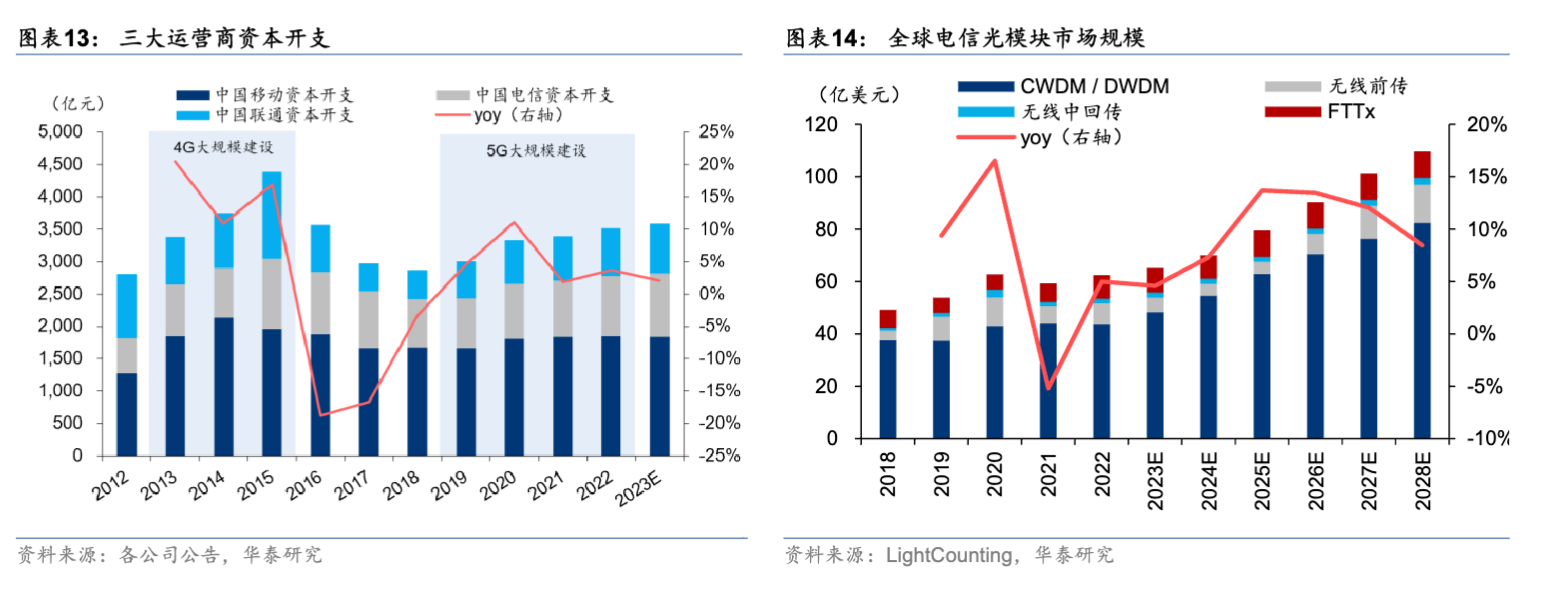 图表13： 三大运营商资本开支
（亿元）
中国移动资本开支
中国电信资本开支
中国联通资本开支
yoy（右轴）
4G大规模建设
5G大规模建设
5,000
4,500
4,000
3,500
3,000
2,500
2,000
1,500
1,000
500
0
25%
20%
15%
10%
5%
0%
-5%
-10%
-15%
-20%
-25%
2012
2013
2014
2015
2016
2017
2018
2019
2020
2021
2022
2023E
资料来源：各公司公告，华泰研究
图表14： 全球电信光模块市场规模
（亿美元）
CWDM / DWDM
无线前传
无线中回传
FTTx
yoy（右轴）
120
100
80
60
40
20
0
20%
15%
10%
5%
0%
-5%
-10%
2018
2019
2020
2021
2022
2023E
2024E
2025E
2026E
2027E
2028E
资料来源：LightCounting，华泰研究